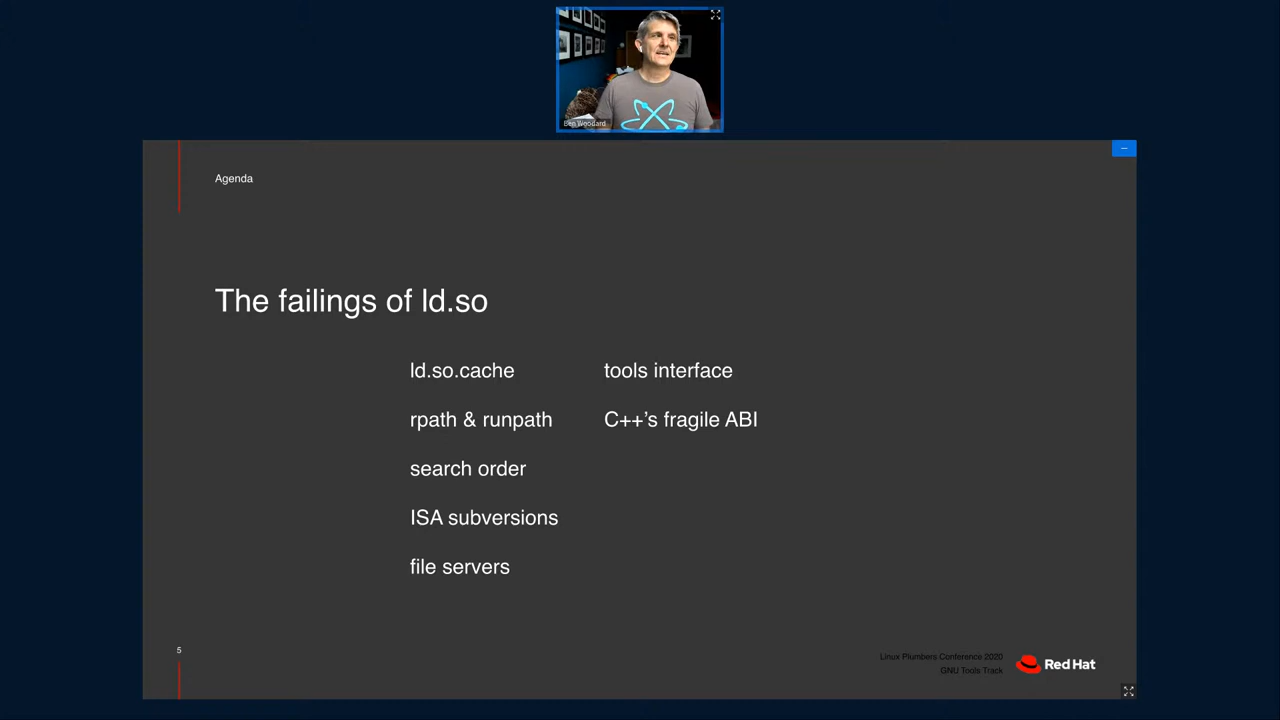 Ben Woodard
Agenda
The failings of ld.so
ld.so.cache
rpath & runpath
search order
ISA subversions
file servers
tools interface
C++’s fragile ABI
5
Linux Plumbers Conference 2020
GNU Tools Track
Red Hat